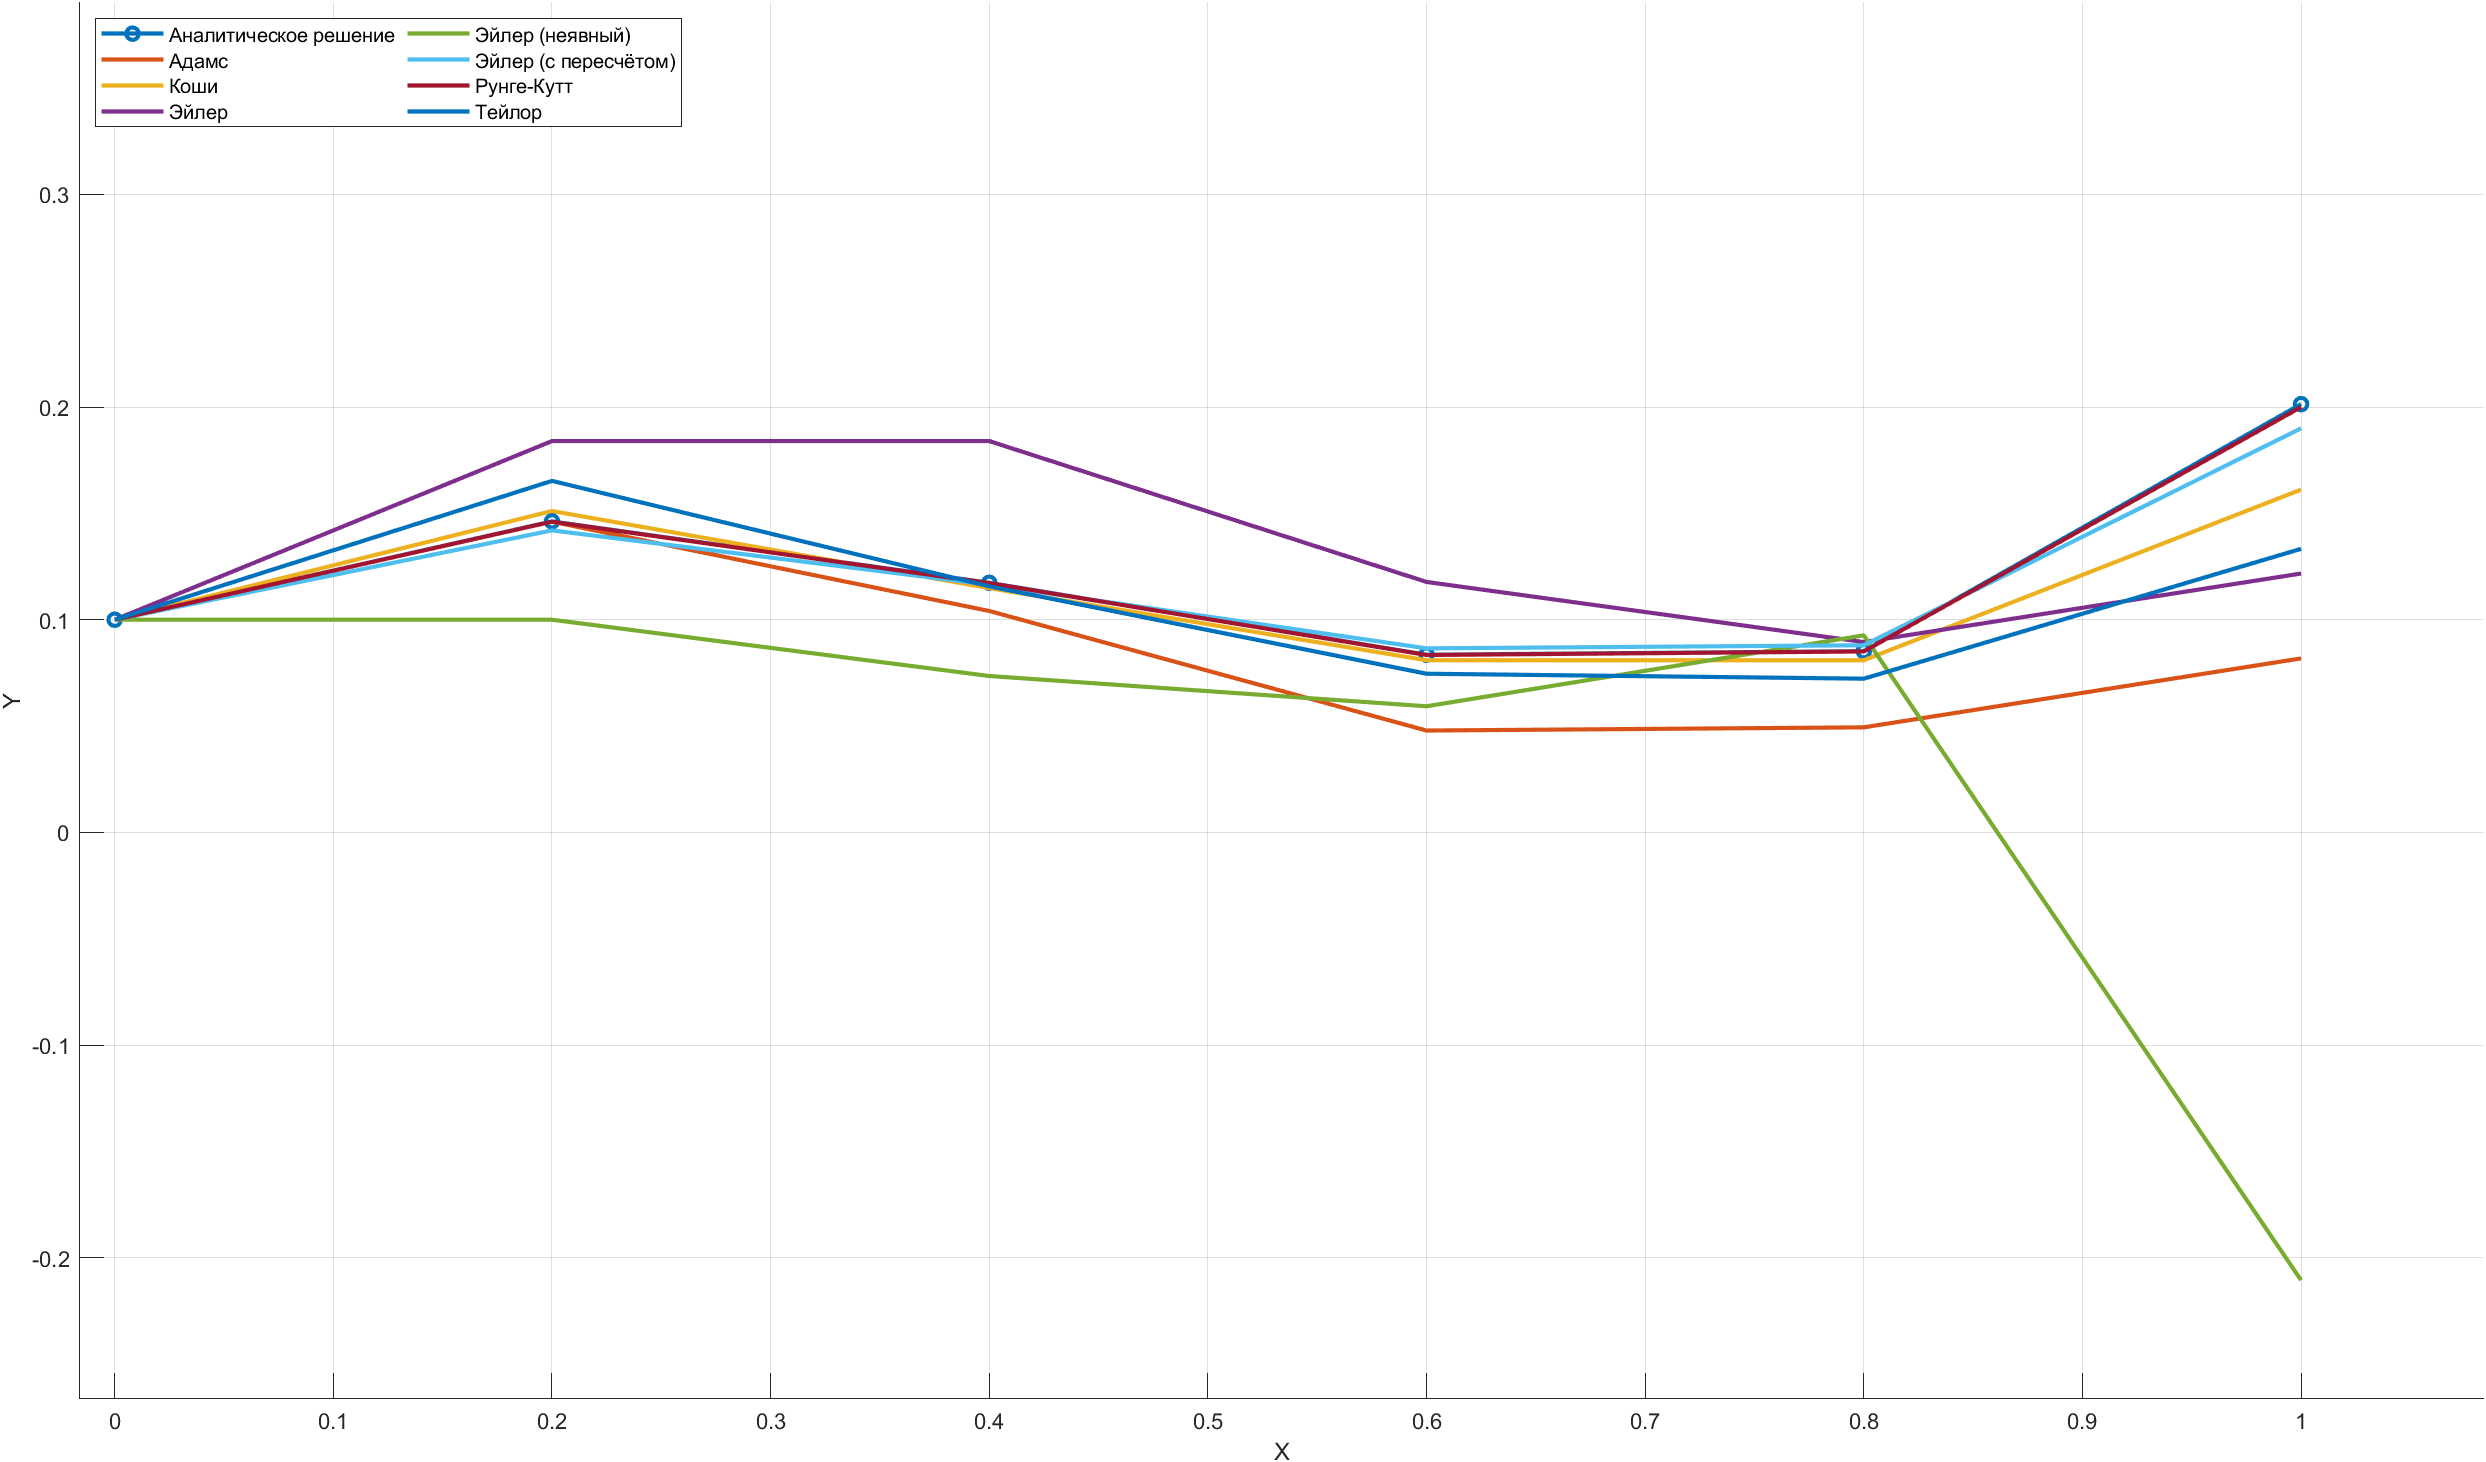 Аналитическое решение
Адамс
Коши
Эйлер
Эйлер (неявный)
Эйлер (с пересчётом)
Рунге-Кутт
Тейлор
0.3
0.2
0.1
0
-0.1
-0.2
Y
0 0.1 0.2 0.3 0.4 0.5 0.6 0.7 0.8 0.9 1
X